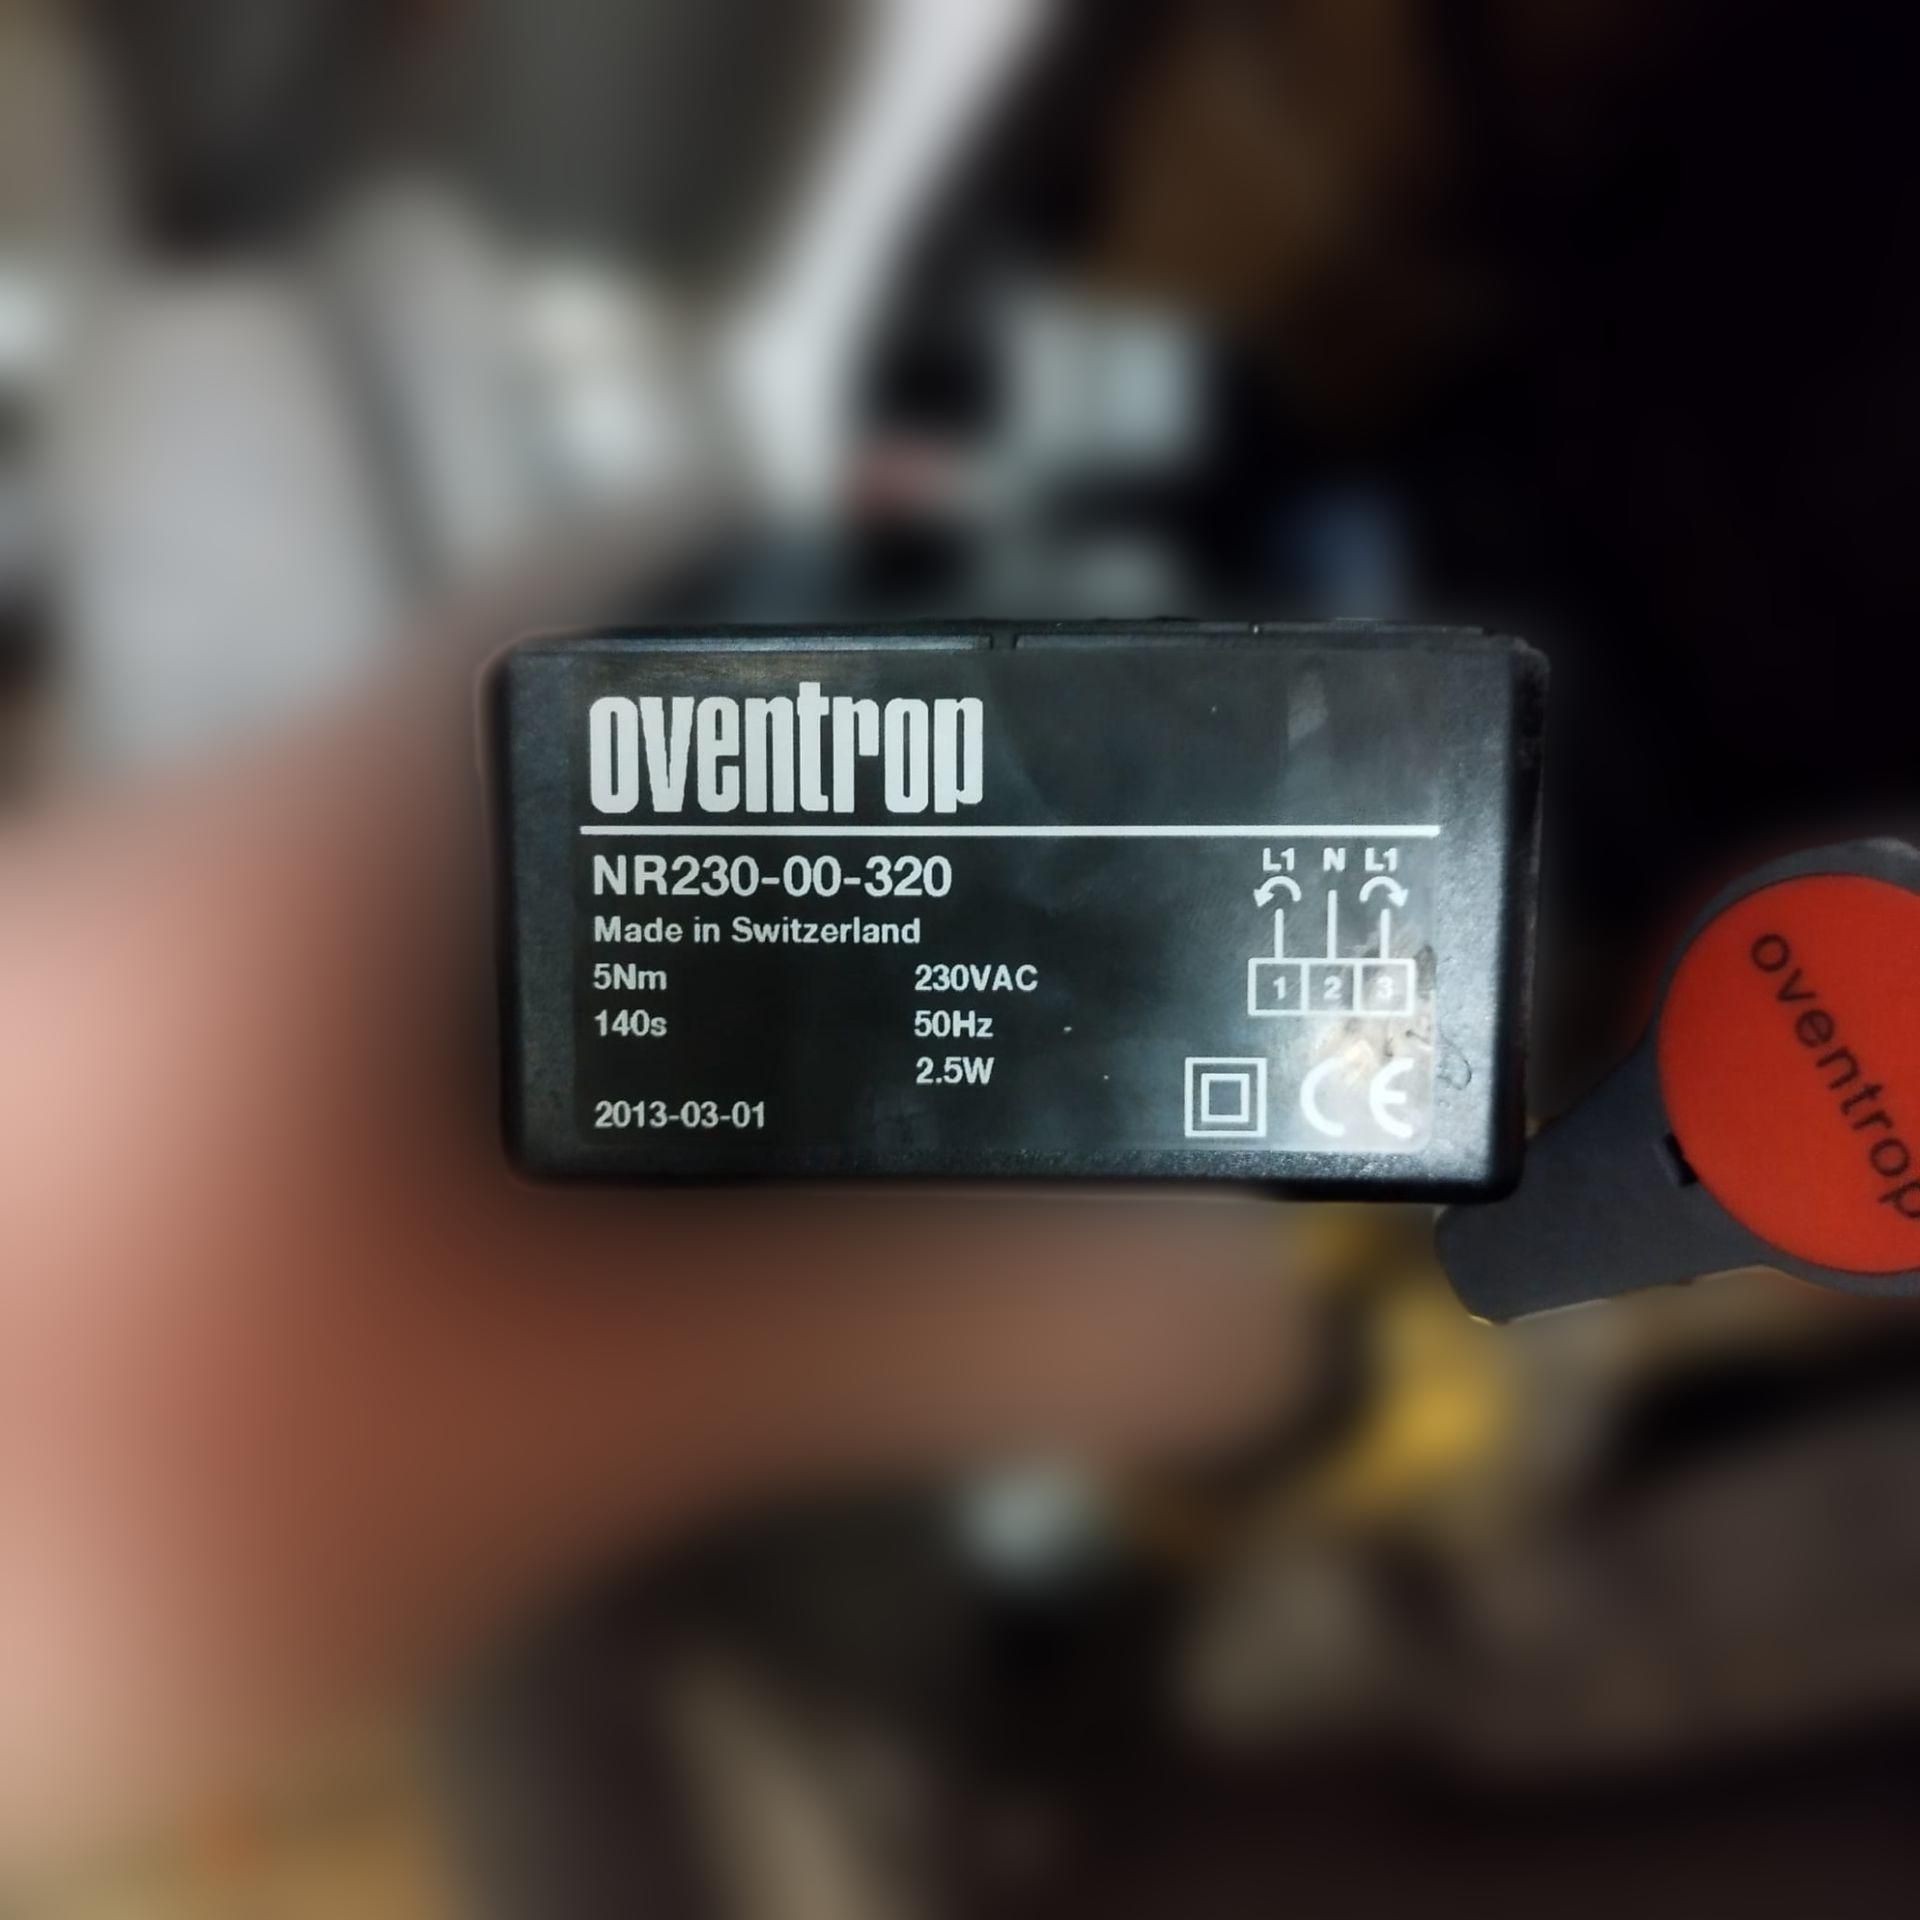 oventrop
NR230-00-320
Made in Switzerland
5Nm 230VAC
140s 50Hz
2.5W
2013-03-01
L1 N L1
1 2 3
CE
oventrop